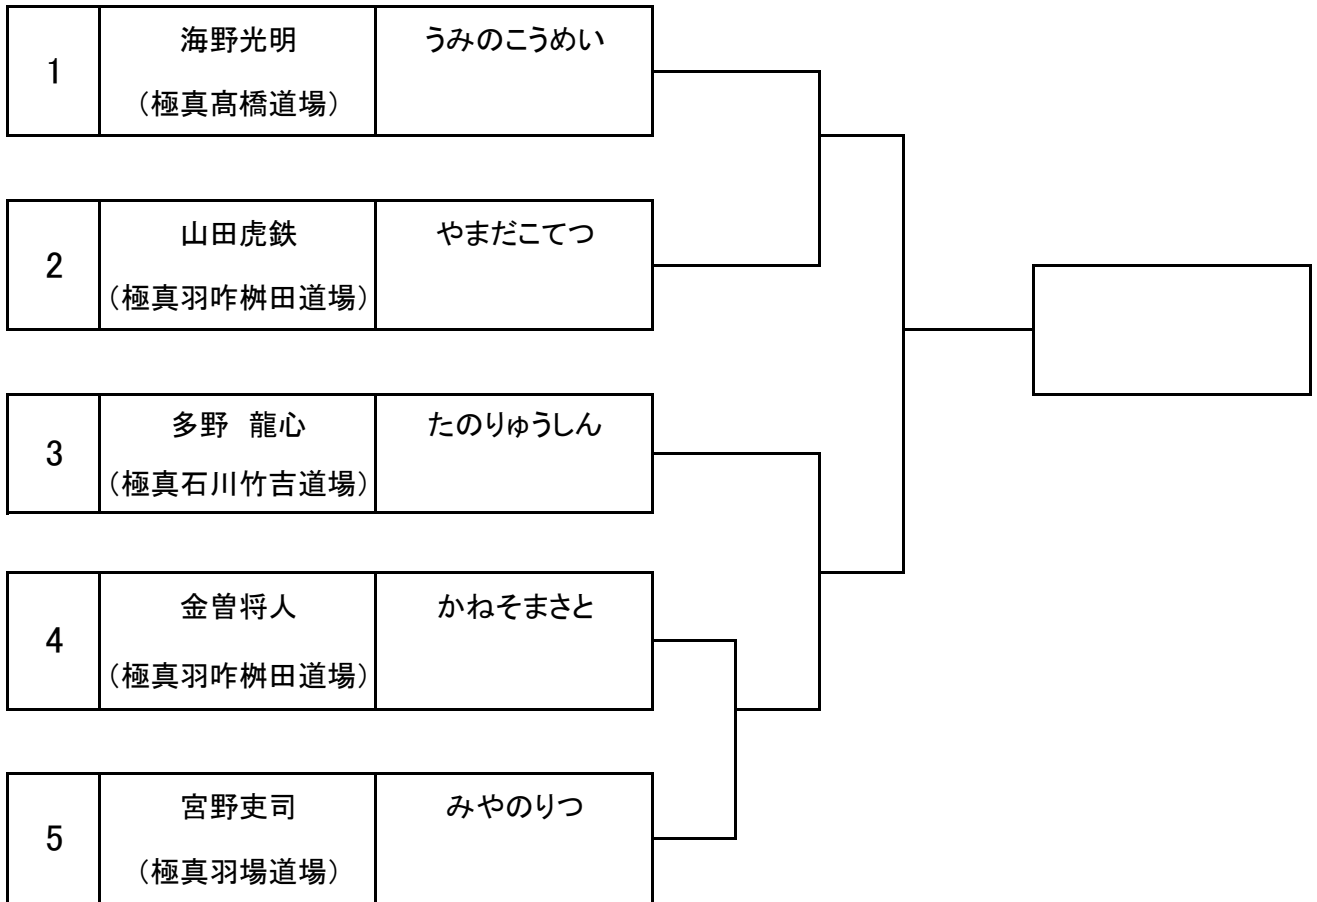 1
海野光明
うみのこうめい
（極真髙橋道場）
2
山田虎鉄
やまだこてつ
（極真羽咋桝田道場）
3
多野　龍心
たのりゅうしん
（極真石川竹吉道場）
4
金曽将人
かねそまさと
（極真羽咋桝田道場）
5
宮野吏司
みやのりつ
（極真羽場道場）